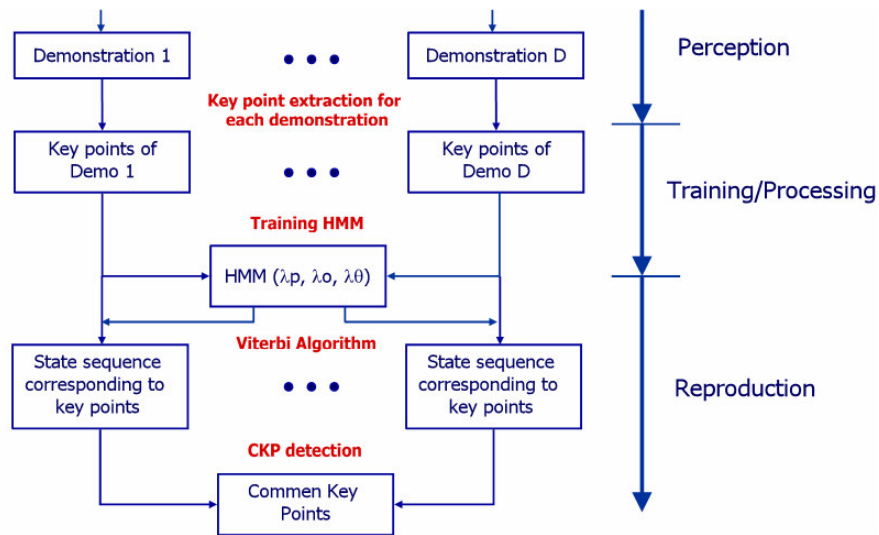 Demonstration 1
Demonstration D
Perception
Key point extraction for
each demonstration
Key points of
Demo 1
Key points of
Demo D
Training/Processing
Training HMM
HMM (λp, λo, λθ)
Viterbi Algorithm
State sequence
corresponding to
key points
State sequence
corresponding to
key points
Reproduction
CKP detection
Commen Key
Points